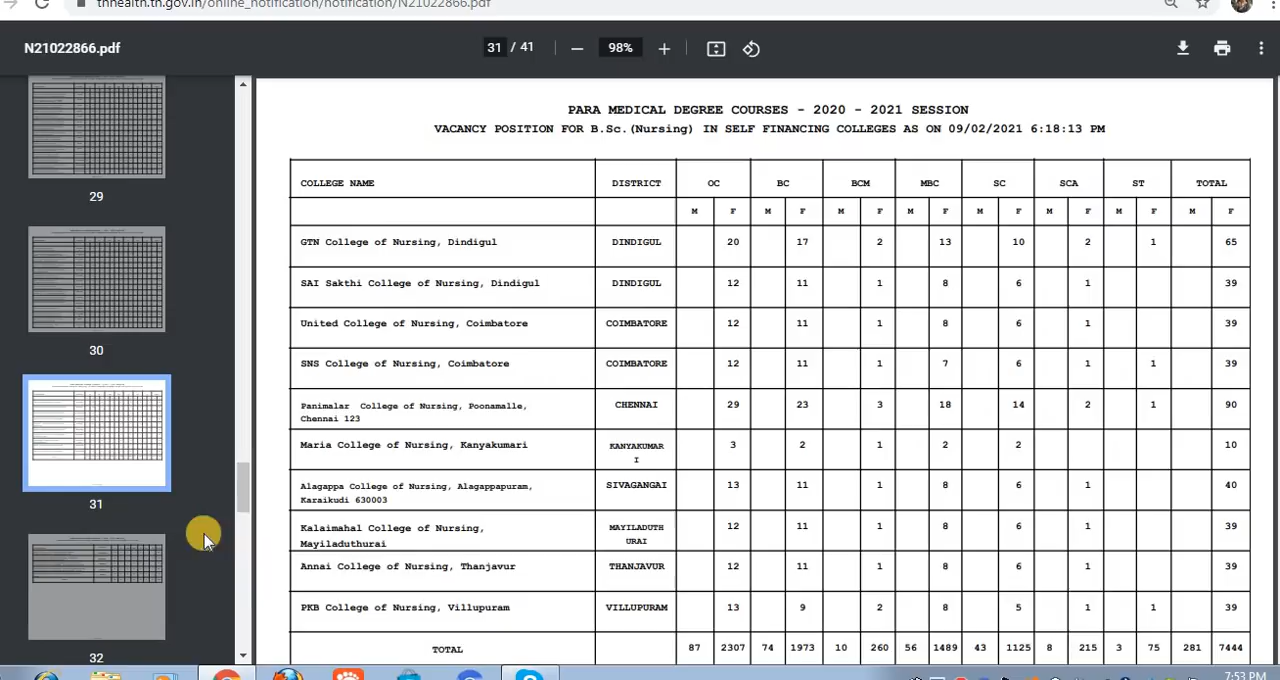 thhealth.tn.gov.in/online_notification/notification/N21022866.pdf
N21022866.pdf
31 / 41
98%
29
30
31
32
PARA MEDICAL DEGREE COURSES - 2020 - 2021 SESSION
VACANCY POSITION FOR B.Sc.(Nursing) IN SELF FINANCING COLLEGES AS ON 09/02/2021 6:18:13 PM
COLLEGE NAME DISTRICT OC BC BCM MBC SC SCA ST TOTAL
M F M F M F M F M F M F M F M F
GTN College of Nursing, Dindigul DINDIGUL 20 17 2 13 10 2 1 65
SAI Sakthi College of Nursing, Dindigul DINDIGUL 12 11 1 8 6 1 39
United College of Nursing, Coimbatore COIMBATORE 12 11 1 8 6 1 39
SNS College of Nursing, Coimbatore COIMBATORE 12 11 1 7 6 1 1 39
Panimalar College of Nursing, Poonamalle, CHENNAI 29 23 3 18 14 2 1 90
Chennai 123
Maria College of Nursing, Kanyakumari KANYAKUMAR 3 2 1 2 2 10
I
Alagappa College of Nursing, Alagappapuram, SIVAGANGAI 13 11 1 8 6 1 40
Karaikudi 630003
Kalaimahal College of Nursing, MAYILADUTH 12 11 1 8 6 1 39
Mayiladuthurai URAI
Annai College of Nursing, Thanjavur THANJAVUR 12 11 1 8 6 1 39
PKB College of Nursing, Villupuram VILLUPURAM 13 9 2 8 5 1 1 39
TOTAL 87 2307 74 1973 10 260 56 1489 43 1125 8 215 3 75 281 7444
7:53 PM